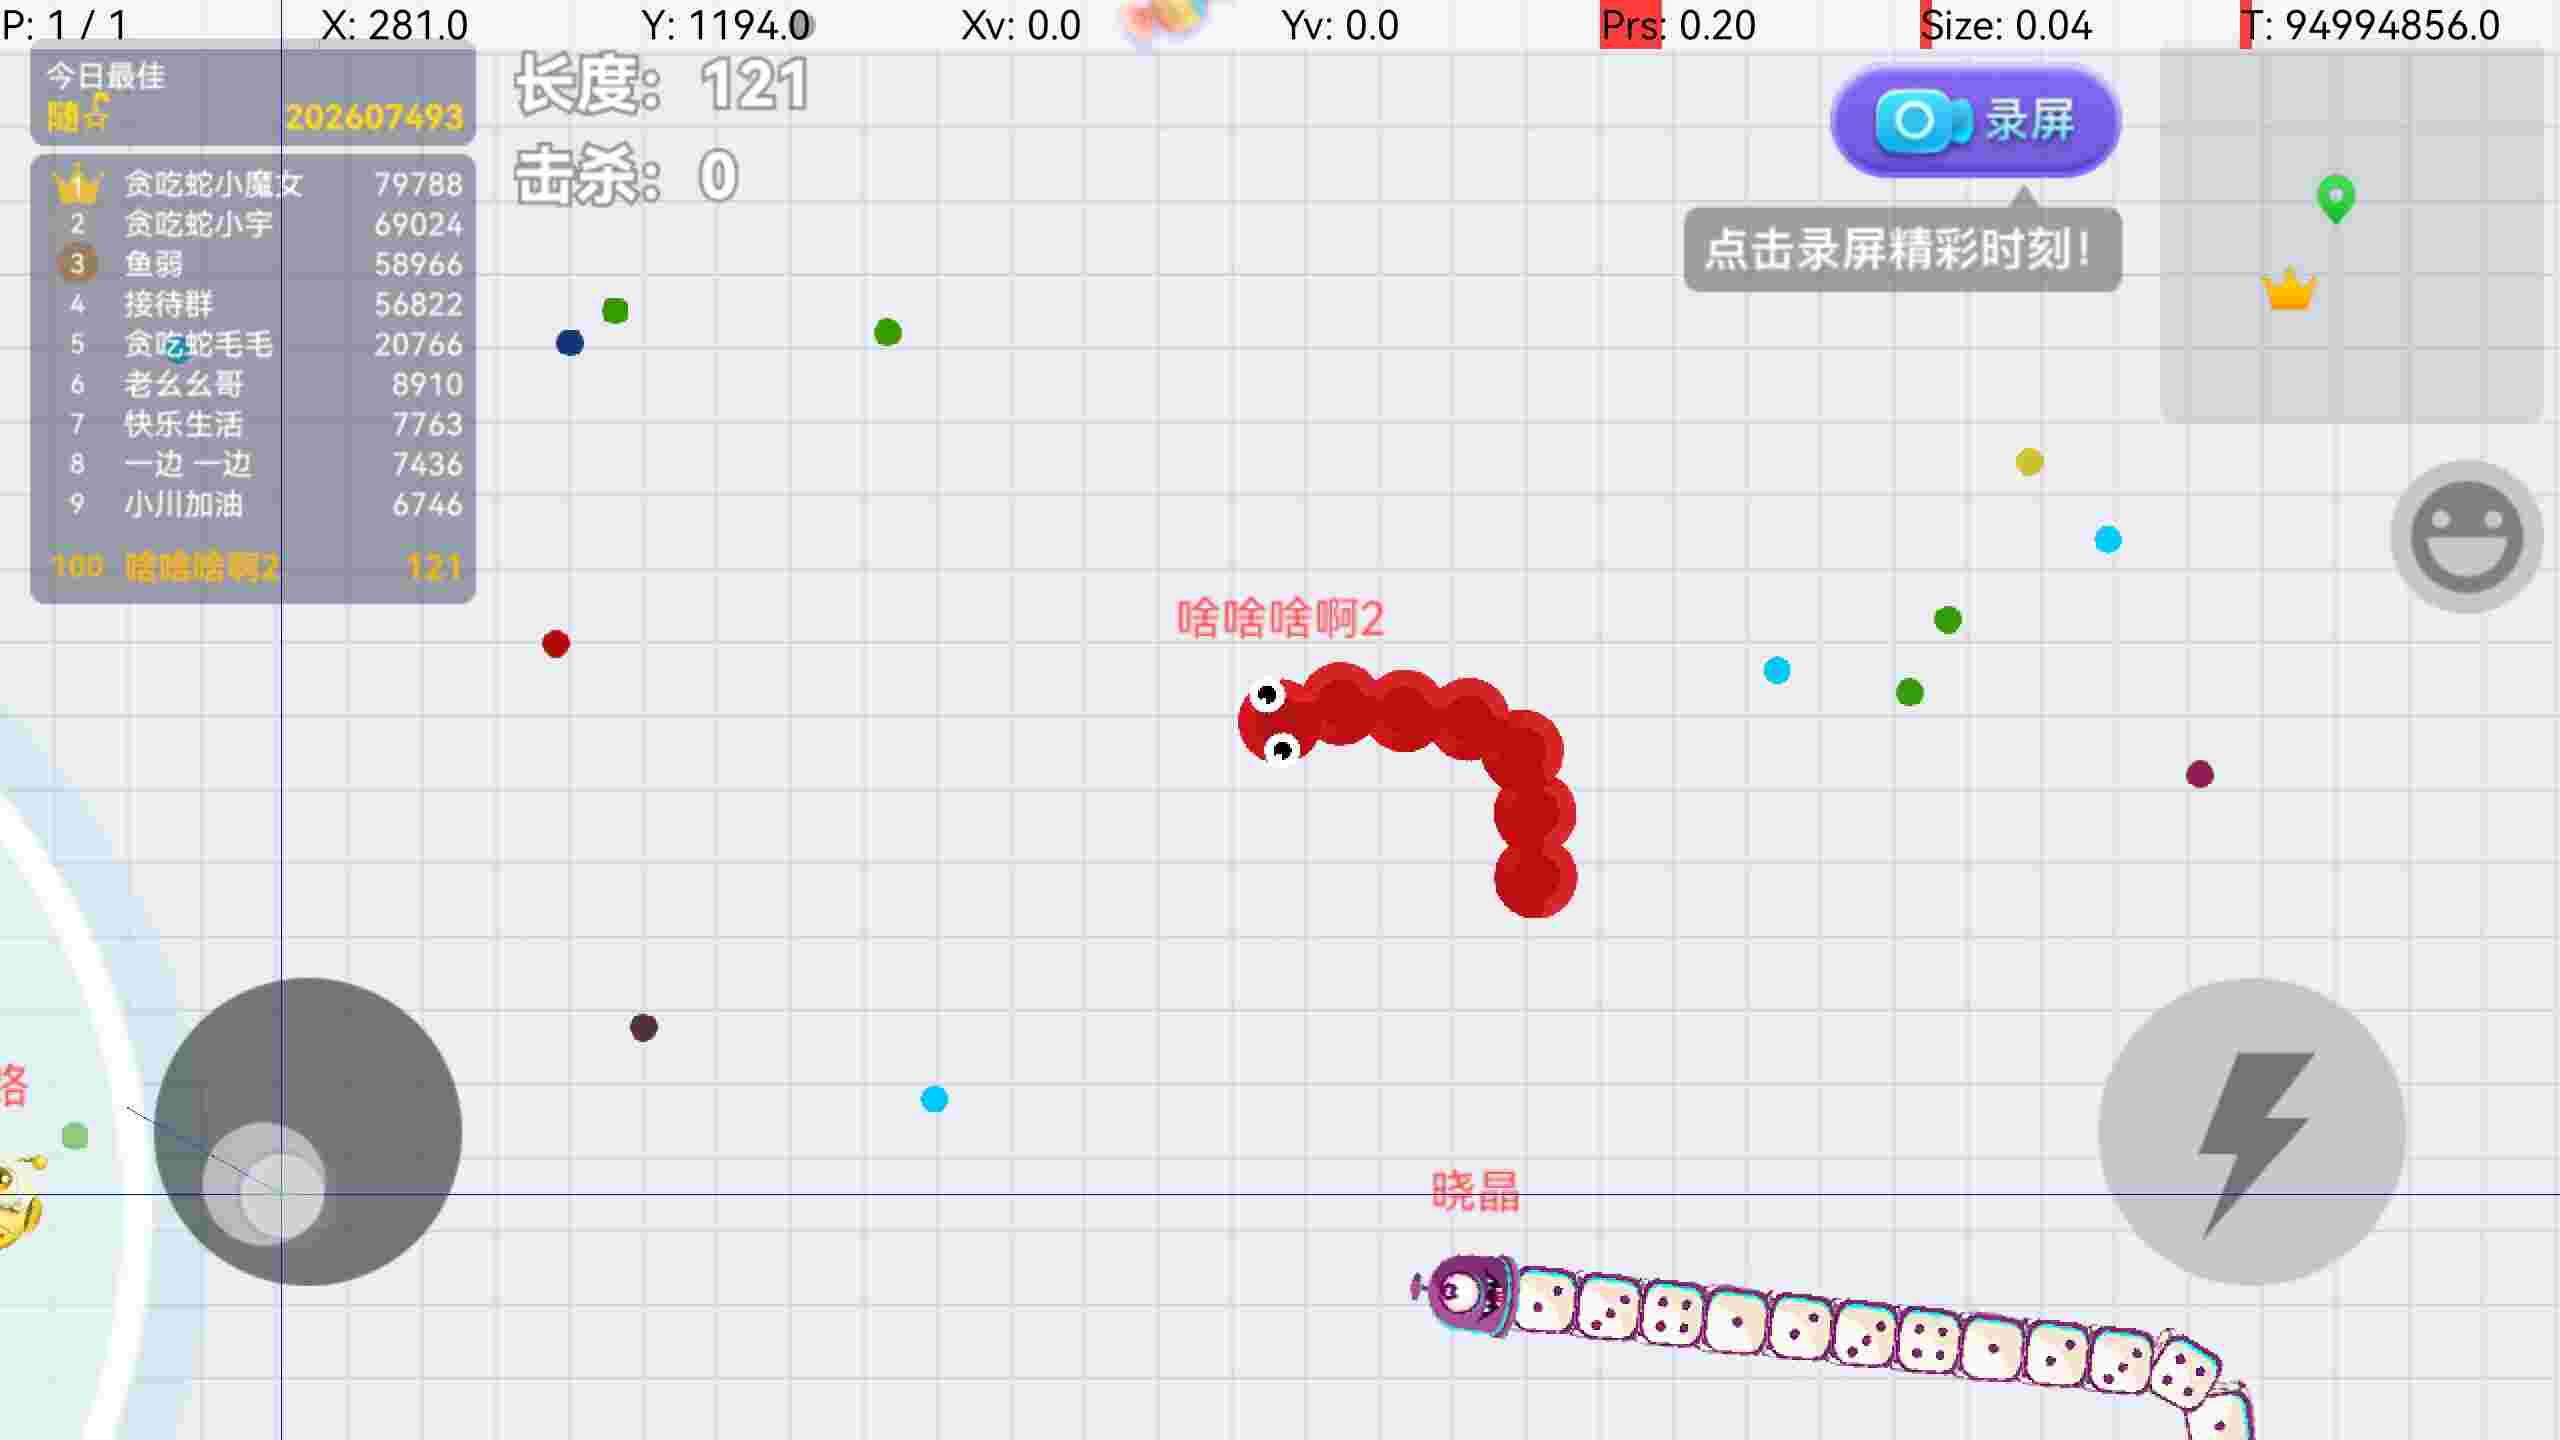 P: 1 / 1 X: 281.0 Y: 1194.0 Xv: 0.0 Yv: 0.0 Prs: 0.20 Size: 0.04 T: 94994856.0
今日最佳
随 202607493
1 贪吃蛇小魔女 79788
2 贪吃蛇小宇 69024
3 鱼弱 58966
4 接待群 56822
5 贪吃蛇毛毛 20766
6 老幺幺哥 8910
7 快乐生活 7763
8 一边 一边 7436
9 小川加油 6746
100 啥啥啥啊2 121
长度：121
击杀：0
录屏
点击录屏精彩时刻！
啥啥啥啊2
晓晶